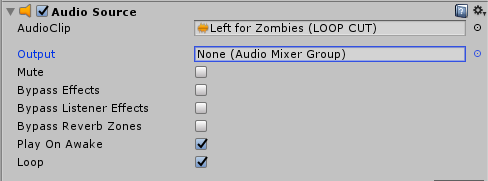 Audio Source
AudioClip Left for Zombies (LOOP CUT)
Output None (Audio Mixer Group)
Mute
Bypass Effects
Bypass Listener Effects
Bypass Reverb Zones
Play On Awake
Loop